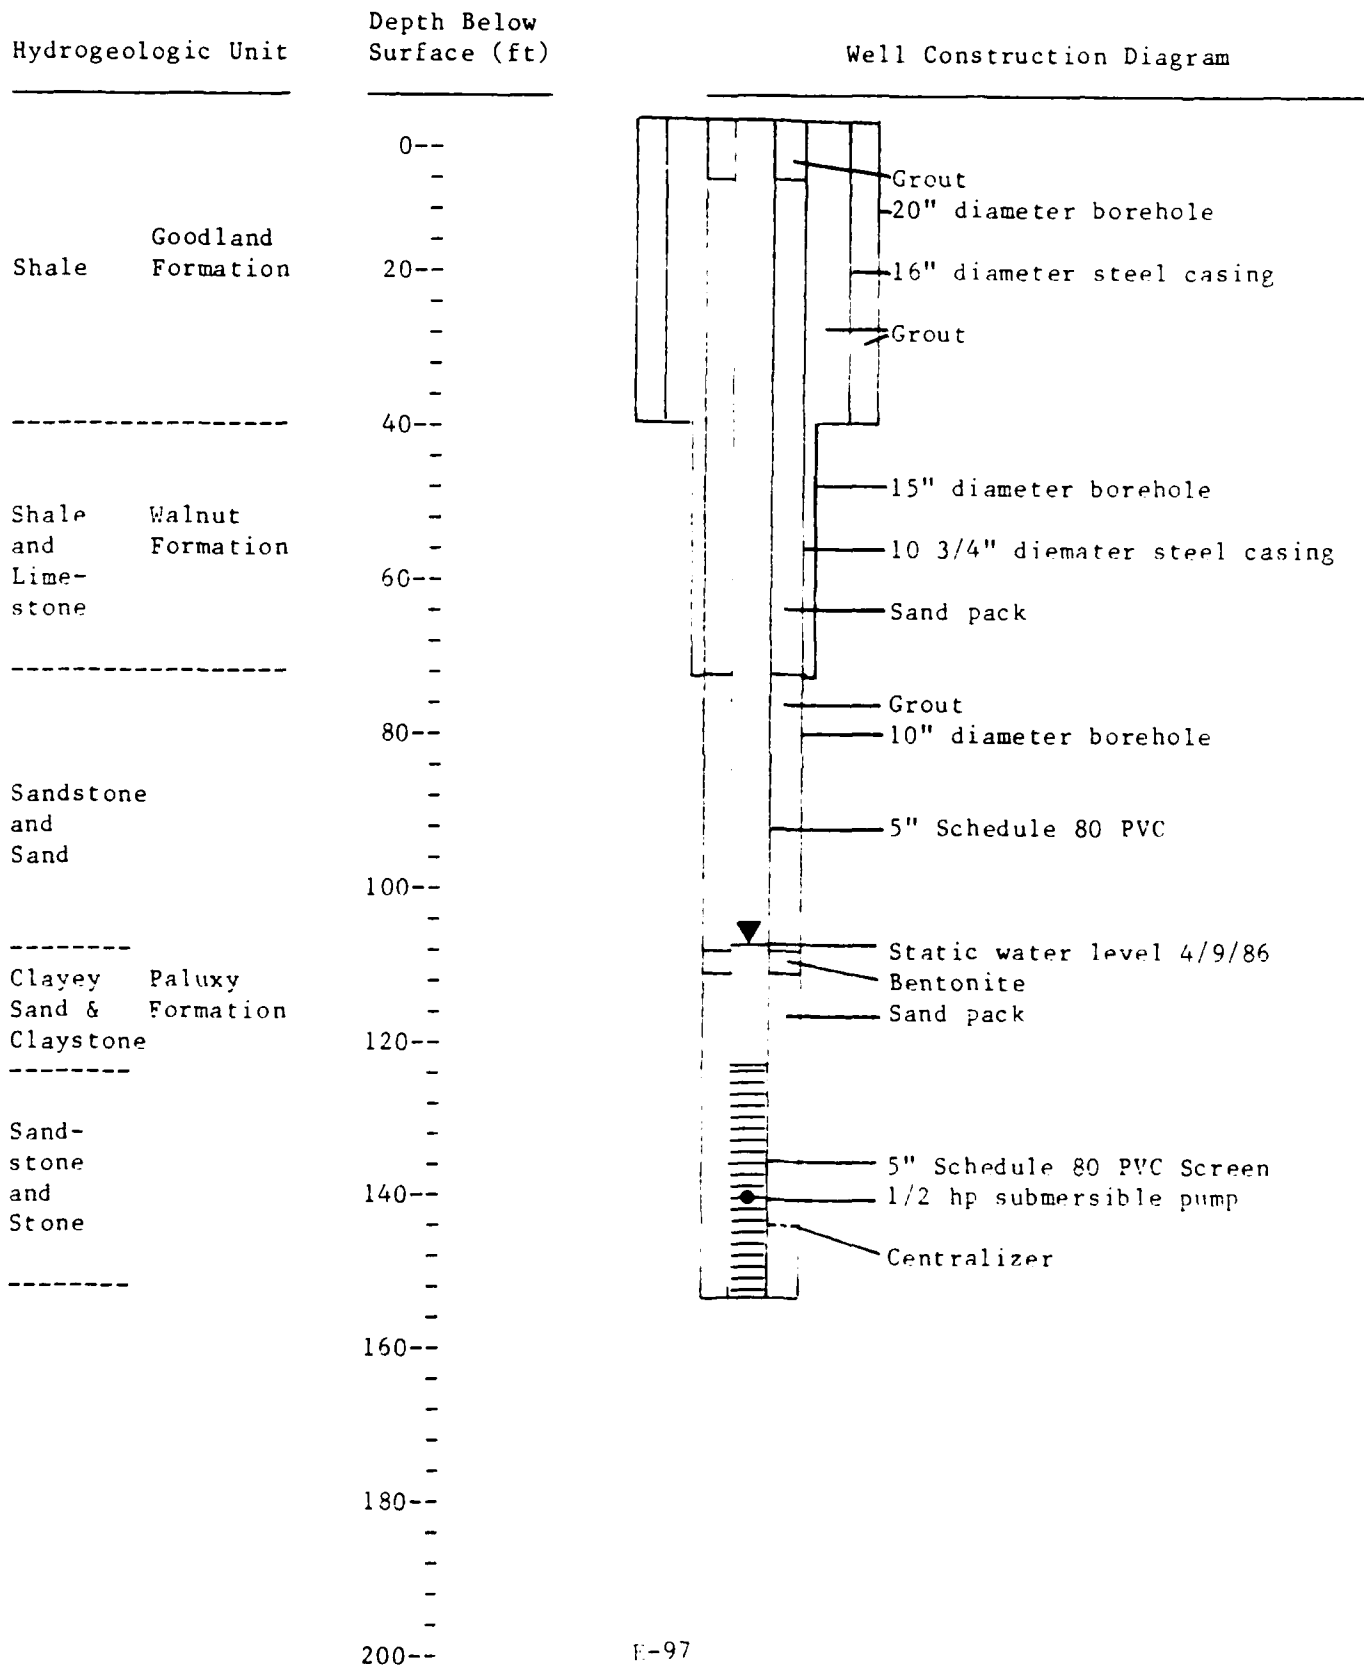 Depth Below
Hydrogeologic Unit Surface (ft) Well Construction Diagram
0--
Grout
20" diameter borehole
Goodland
Shale Formation 20-- 16" diameter steel casing
Grout
40--
15" diameter borehole
Shale Walnut
and Formation 10 3/4" diemater steel casing
Lime- 60--
stone Sand pack
Grout
80-- 10" diameter borehole
Sandstone
and 5" Schedule 80 PVC
Sand
100--
Static water level 4/9/86
Clayey Paluxy Bentonite
Sand & Formation Sand pack
Claystone 120--
Sand-
stone 5" Schedule 80 PVC Screen
and 140-- 1/2 hp submersible pump
Stone
Centralizer
160--
180--
200-- E-97